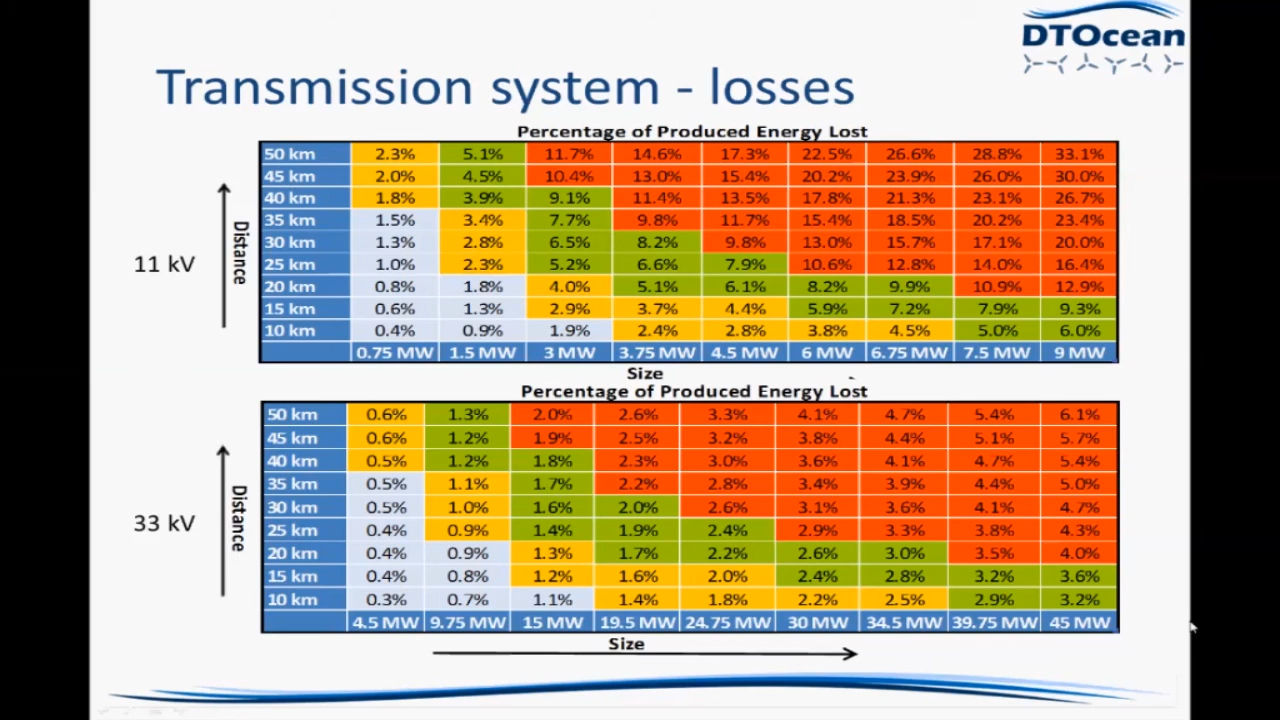 DTOcean
Transmission system - losses
Percentage of Produced Energy Lost
50 km 2.3% 5.1% 11.7% 14.6% 17.3% 22.5% 26.6% 28.8% 33.1%
45 km 2.0% 4.5% 10.4% 13.0% 15.4% 20.2% 23.9% 26.0% 30.0%
40 km 1.8% 3.9% 9.1% 11.4% 13.5% 17.8% 21.3% 23.1% 26.7%
35 km 1.5% 3.4% 7.7% 9.8% 11.7% 15.4% 18.5% 20.2% 23.4%
30 km 1.3% 2.8% 6.5% 8.2% 9.8% 13.0% 15.7% 17.1% 20.0%
25 km 1.0% 2.3% 5.2% 6.6% 7.9% 10.6% 12.8% 14.0% 16.4%
20 km 0.8% 1.8% 4.0% 5.1% 6.1% 8.2% 9.9% 10.9% 12.9%
15 km 0.6% 1.3% 2.9% 3.7% 4.4% 5.9% 7.2% 7.9% 9.3%
10 km 0.4% 0.9% 1.9% 2.4% 2.8% 3.8% 4.5% 5.0% 6.0%
0.75 MW 1.5 MW 3 MW 3.75 MW 4.5 MW 6 MW 6.75 MW 7.5 MW 9 MW
Distance
11 kV
Size
Percentage of Produced Energy Lost
50 km 0.6% 1.3% 2.0% 2.6% 3.3% 4.1% 4.7% 5.4% 6.1%
45 km 0.6% 1.2% 1.9% 2.5% 3.2% 3.8% 4.4% 5.1% 5.7%
40 km 0.5% 1.2% 1.8% 2.3% 3.0% 3.6% 4.1% 4.7% 5.4%
35 km 0.5% 1.1% 1.7% 2.2% 2.8% 3.4% 3.9% 4.4% 5.0%
30 km 0.5% 1.0% 1.6% 2.0% 2.6% 3.1% 3.6% 4.1% 4.7%
25 km 0.4% 0.9% 1.4% 1.9% 2.4% 2.9% 3.3% 3.8% 4.3%
20 km 0.4% 0.9% 1.3% 1.7% 2.2% 2.6% 3.0% 3.5% 4.0%
15 km 0.4% 0.8% 1.2% 1.6% 2.0% 2.4% 2.8% 3.2% 3.6%
10 km 0.3% 0.7% 1.1% 1.4% 1.8% 2.2% 2.5% 2.9% 3.2%
4.5 MW 9.75 MW 15 MW 19.5 MW 24.75 MW 30 MW 34.5 MW 39.75 MW 45 MW
Distance
33 kV
Size